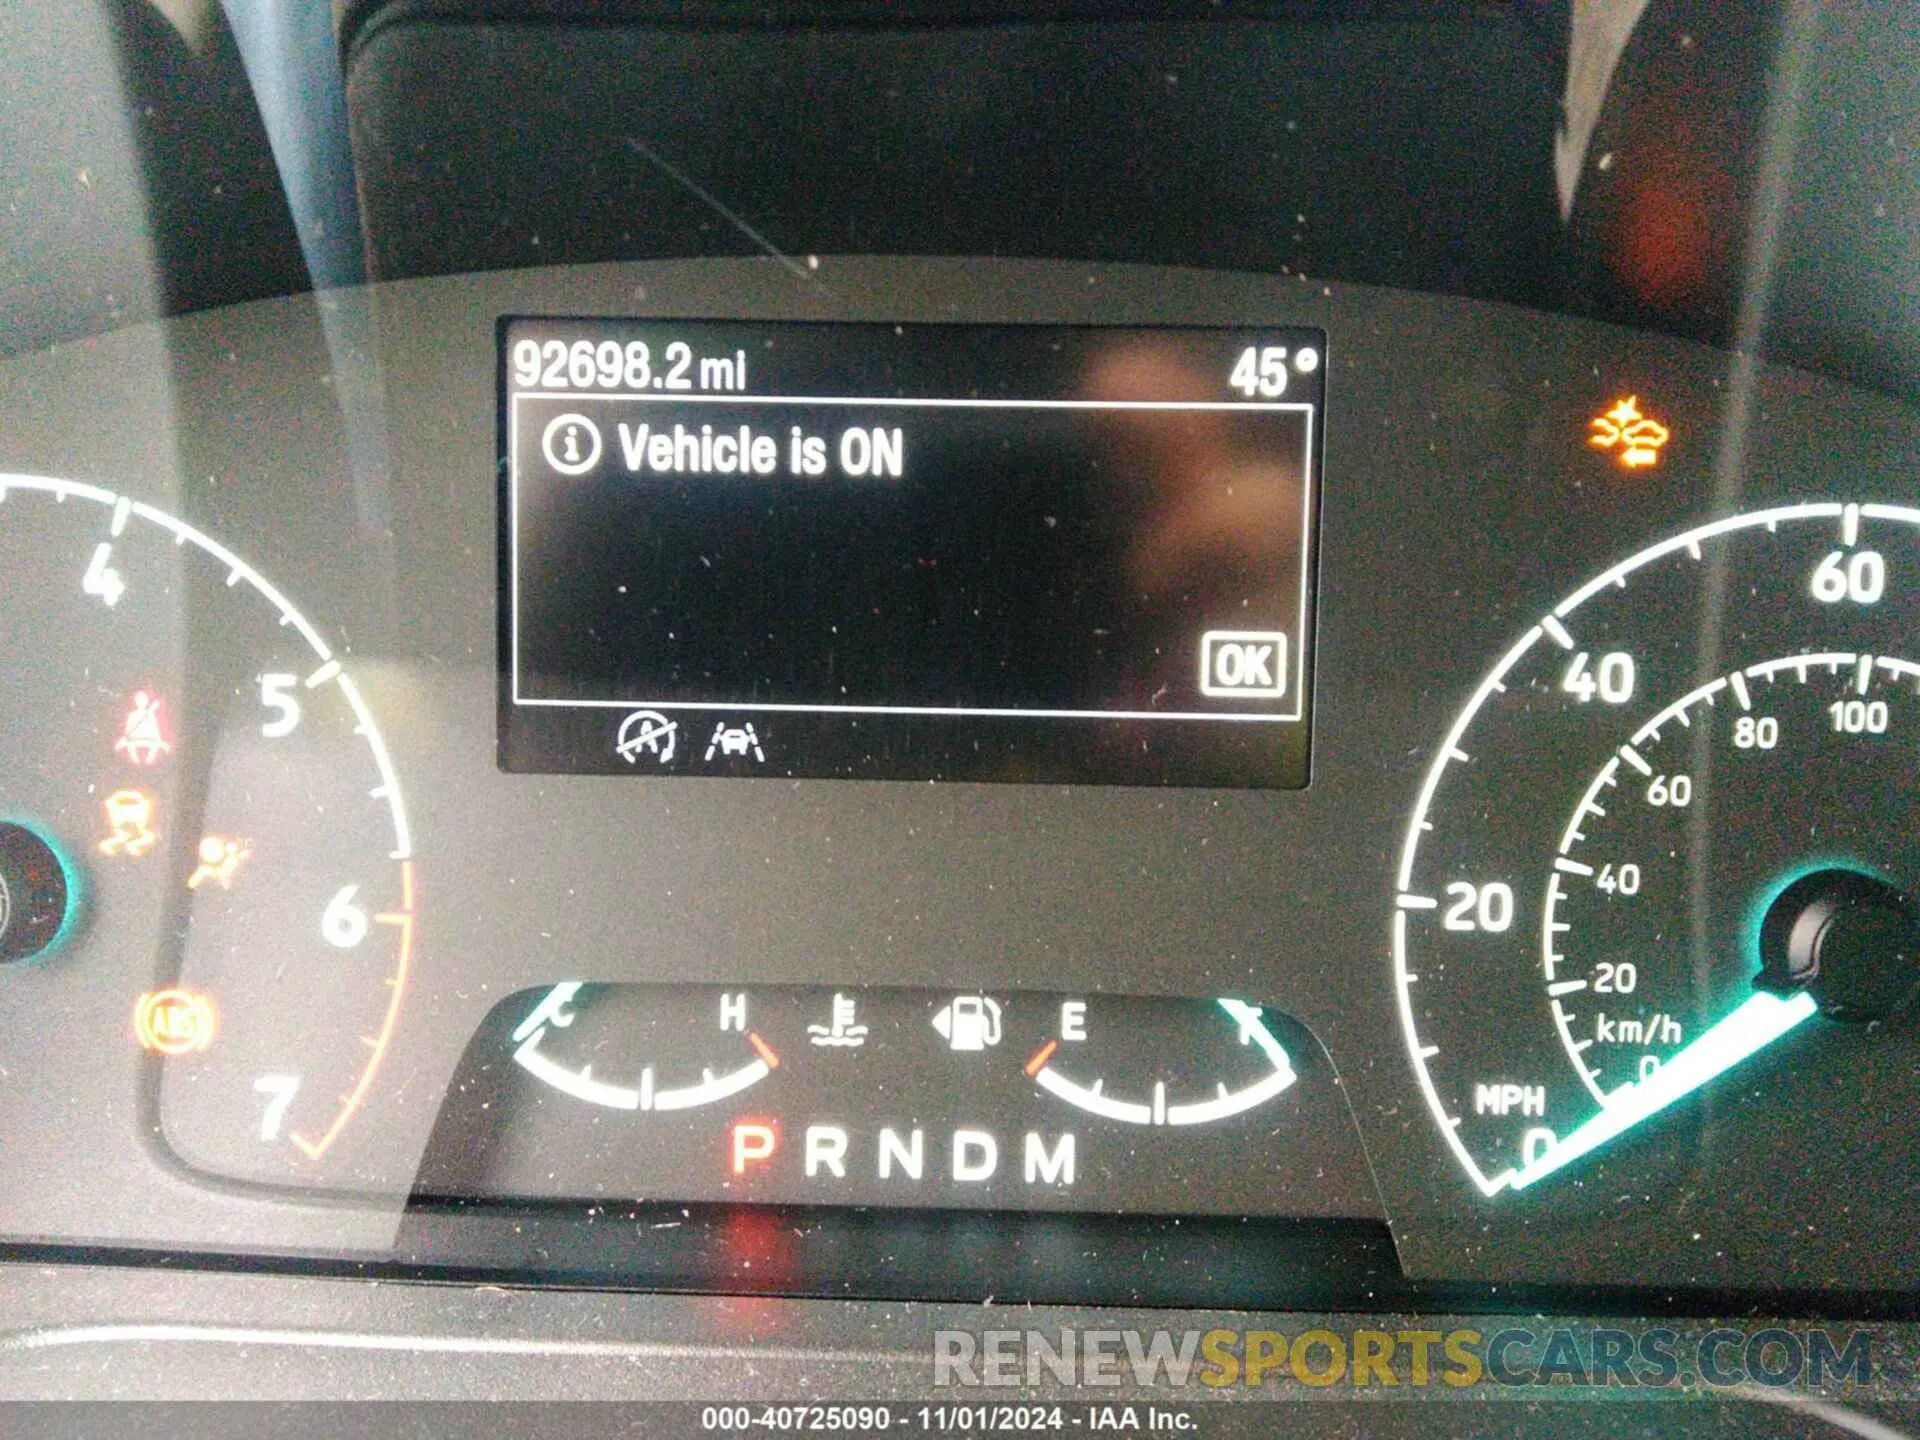 92698.2 mi 45°
i Vehicle is ON
OK
A
4
5
6
7
ABS
C H
E F
P R N D M
60
40
20
0
MPH
100
80
60
40
20
0
km/h
RENEWSPORTSCARS.COM
000-40725090 - 11/01/2024 - IAA Inc.